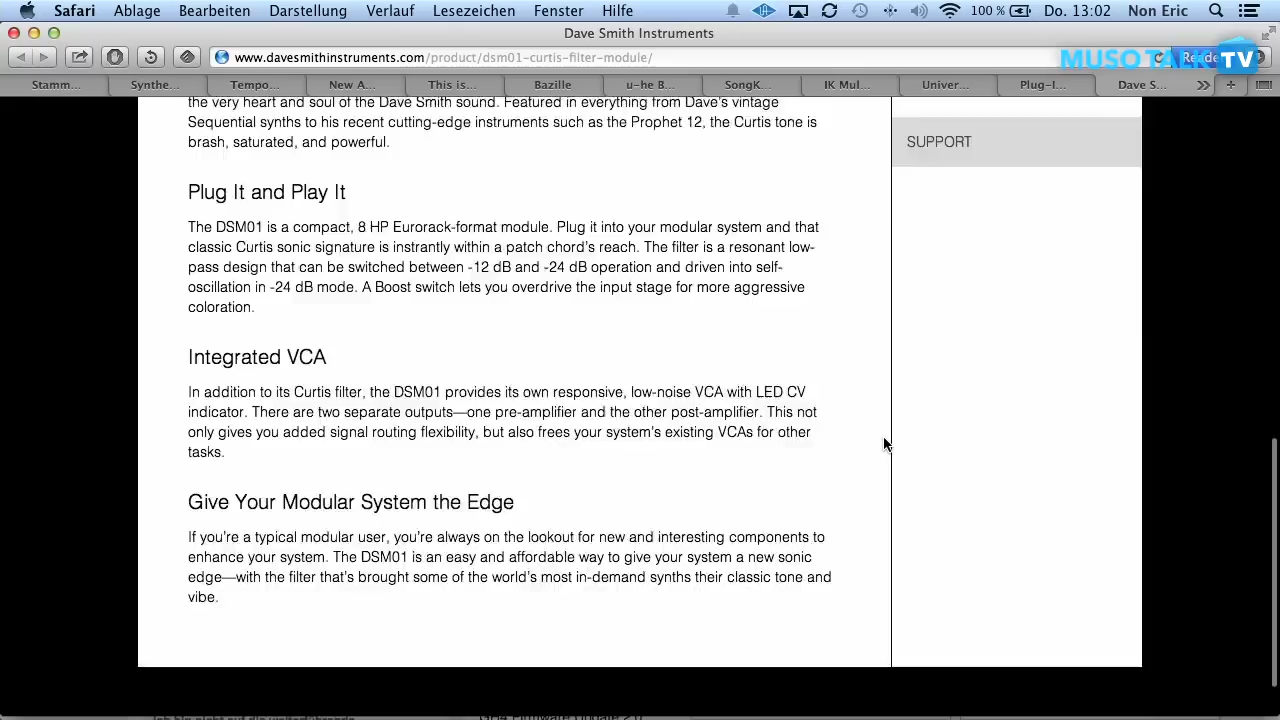 Safari Ablage Bearbeiten Darstellung Verlauf Lesezeichen Fenster Hilfe 100 % Do. 13:02 Non Eric
Dave Smith Instruments
www.davesmithinstruments.com/product/dsm01-curtis-filter-module/ Reade
MUSOTALK TV
Stamm... Synthe... Tempo... New A... This is... Bazille u-he B... SongK... IK Mul... Univer... Plug-I... Dave S...
the very heart and soul of the Dave Smith sound. Featured in everything from Dave's vintage
Sequential synths to his recent cutting-edge instruments such as the Prophet 12, the Curtis tone is
brash, saturated, and powerful.
SUPPORT
Plug It and Play It
The DSM01 is a compact, 8 HP Eurorack-format module. Plug it into your modular system and that
classic Curtis sonic signature is instrantly within a patch chord's reach. The filter is a resonant low-
pass design that can be switched between -12 dB and -24 dB operation and driven into self-
oscillation in -24 dB mode. A Boost switch lets you overdrive the input stage for more aggressive
coloration.
Integrated VCA
In addition to its Curtis filter, the DSM01 provides its own responsive, low-noise VCA with LED CV
indicator. There are two separate outputs—one pre-amplifier and the other post-amplifier. This not
only gives you added signal routing flexibility, but also frees your system's existing VCAs for other
tasks.
Give Your Modular System the Edge
If you're a typical modular user, you're always on the lookout for new and interesting components to
enhance your system. The DSM01 is an easy and affordable way to give your system a new sonic
edge—with the filter that's brought some of the world's most in-demand synths their classic tone and
vibe.